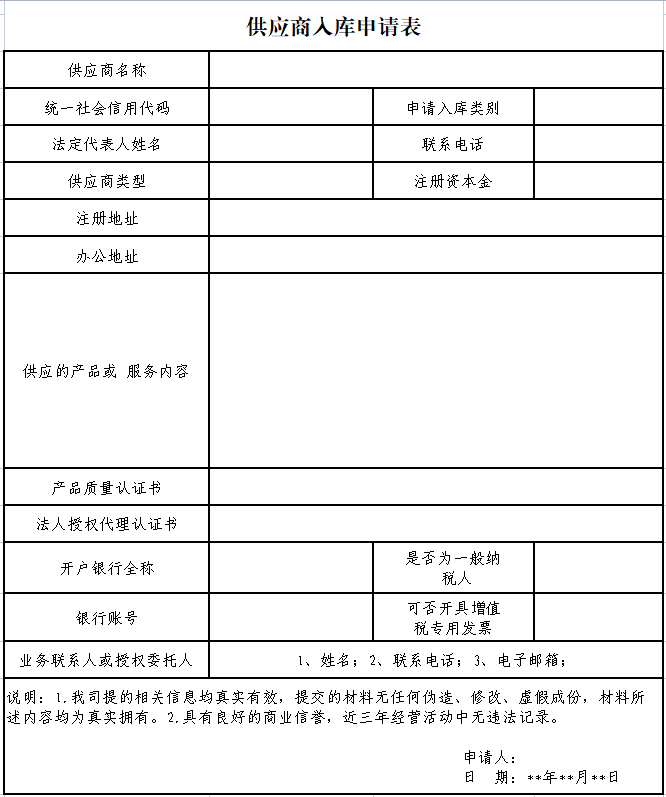 供应商入库申请表
供应商名称
统一社会信用代码 申请入库类别
法定代表人姓名 联系电话
供应商类型 注册资本金
注册地址
办公地址
供应的产品或 服务内容
产品质量认证书
法人授权代理认证书
开户银行全称
是否为一般纳
税人
银行账号
可否开具增值
税专用发票
业务联系人或授权委托人 1、姓名；2、联系电话；3、电子邮箱；
说明：1.我司提的相关信息均真实有效，提交的材料无任何伪造、修改、虚假成份，材料所
述内容均为真实拥有。2.具有良好的商业信誉，近三年经营活动中无违法记录。
申请人：
日 期：**年**月**日